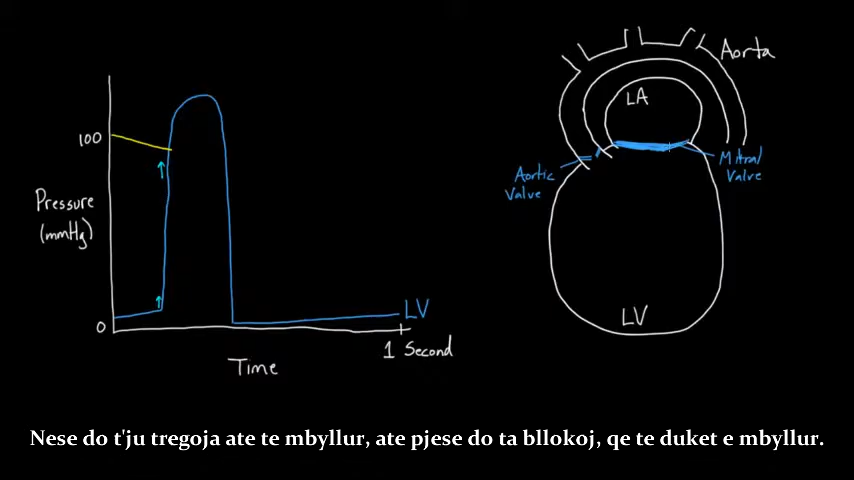 Aorta
LA
100
Aortic
Valve
Mitral
Valve
Pressure
(mmHg)
0
LV
LV
1 Second
Time
Nese do t'ju tregoja ate te mbyllur, ate pjese do ta bllokoj, qe te duket e mbyllur.